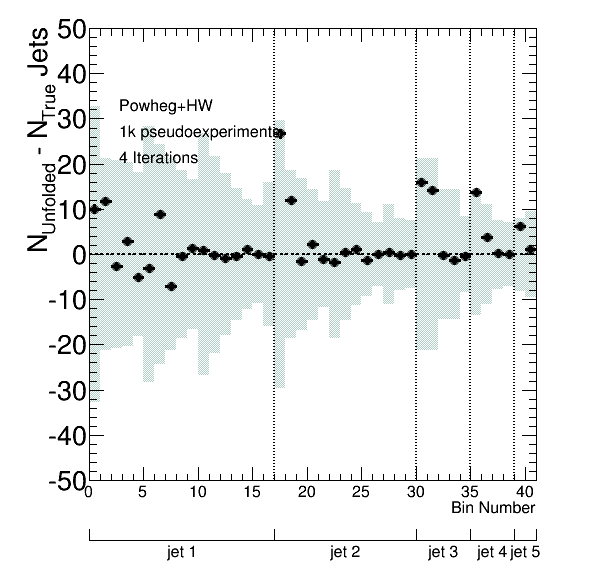 N_Unfolded - N_True Jets
50
40
30
20
10
0
-10
-20
-30
-40
-50
Powheg+HW
1k pseudoexperiments
4 Iterations
0 5 10 15 20 25 30 35 40
Bin Number
jet 1 jet 2 jet 3 jet 4 jet 5